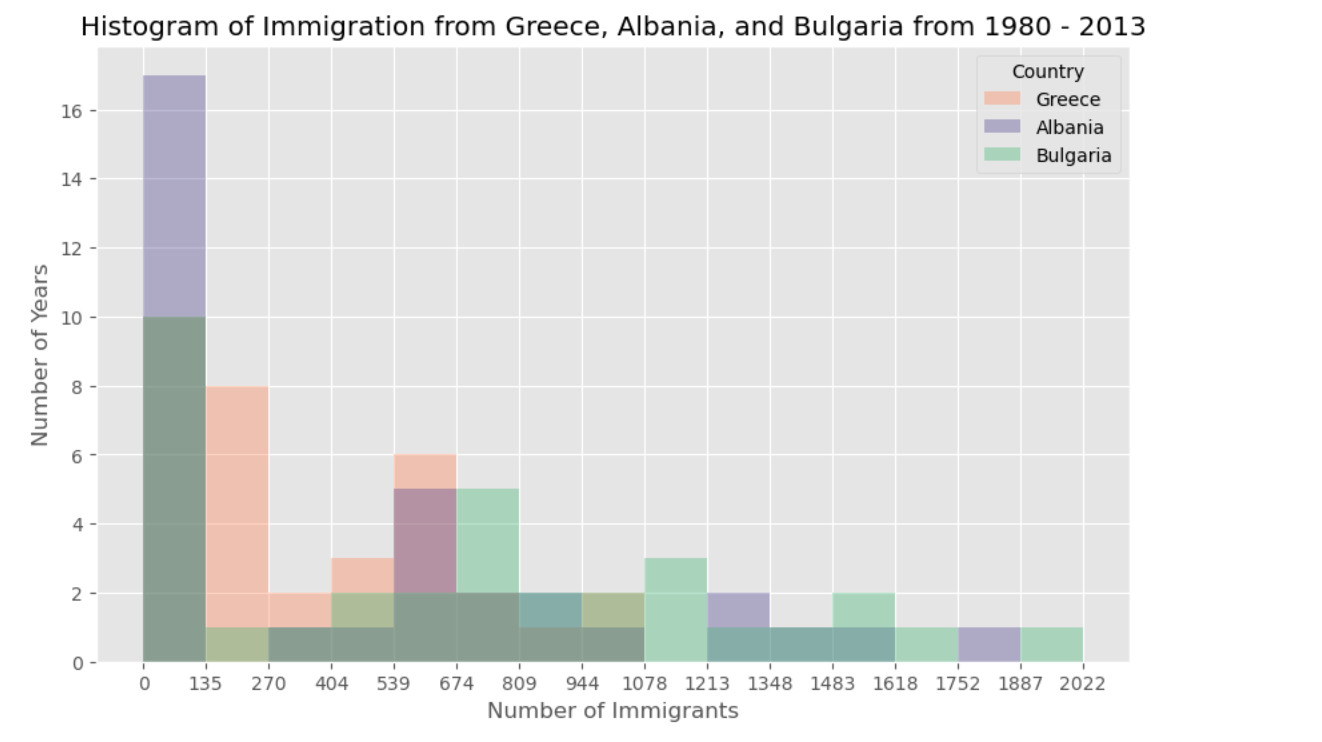 Histogram of Immigration from Greece, Albania, and Bulgaria from 1980 - 2013
Country
Greece
Albania
Bulgaria
Number of Years
16
14
12
10
8
6
4
2
0
0 135 270 404 539 674 809 944 1078 1213 1348 1483 1618 1752 1887 2022
Number of Immigrants